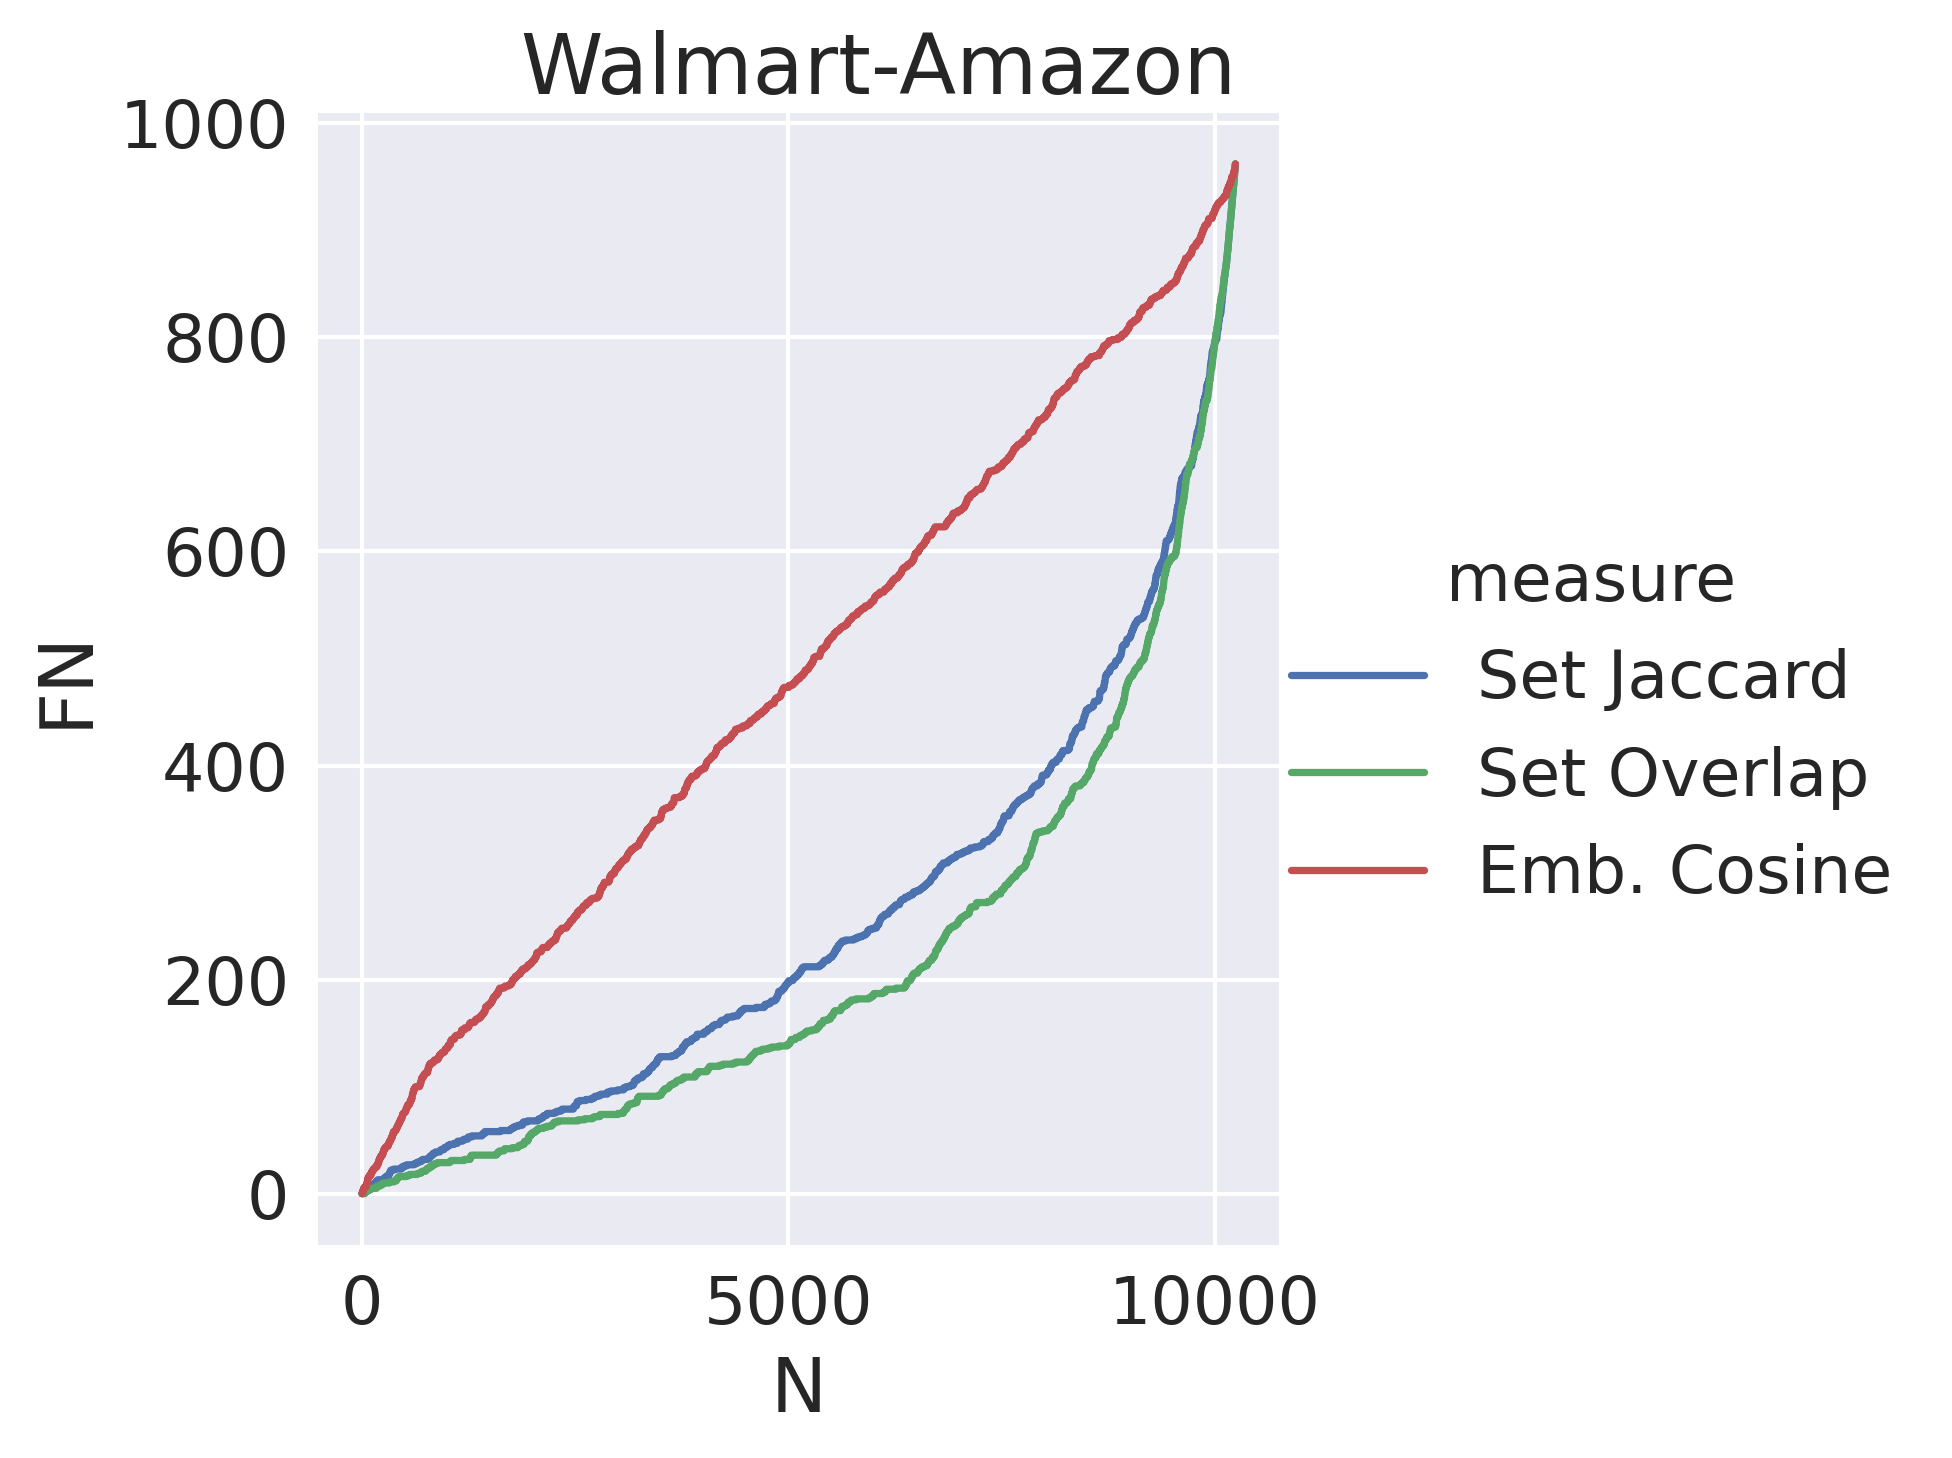 Walmart-Amazon
1000
800
600
400
200
0
FN
0 5000 10000
N
measure
Set Jaccard
Set Overlap
Emb. Cosine